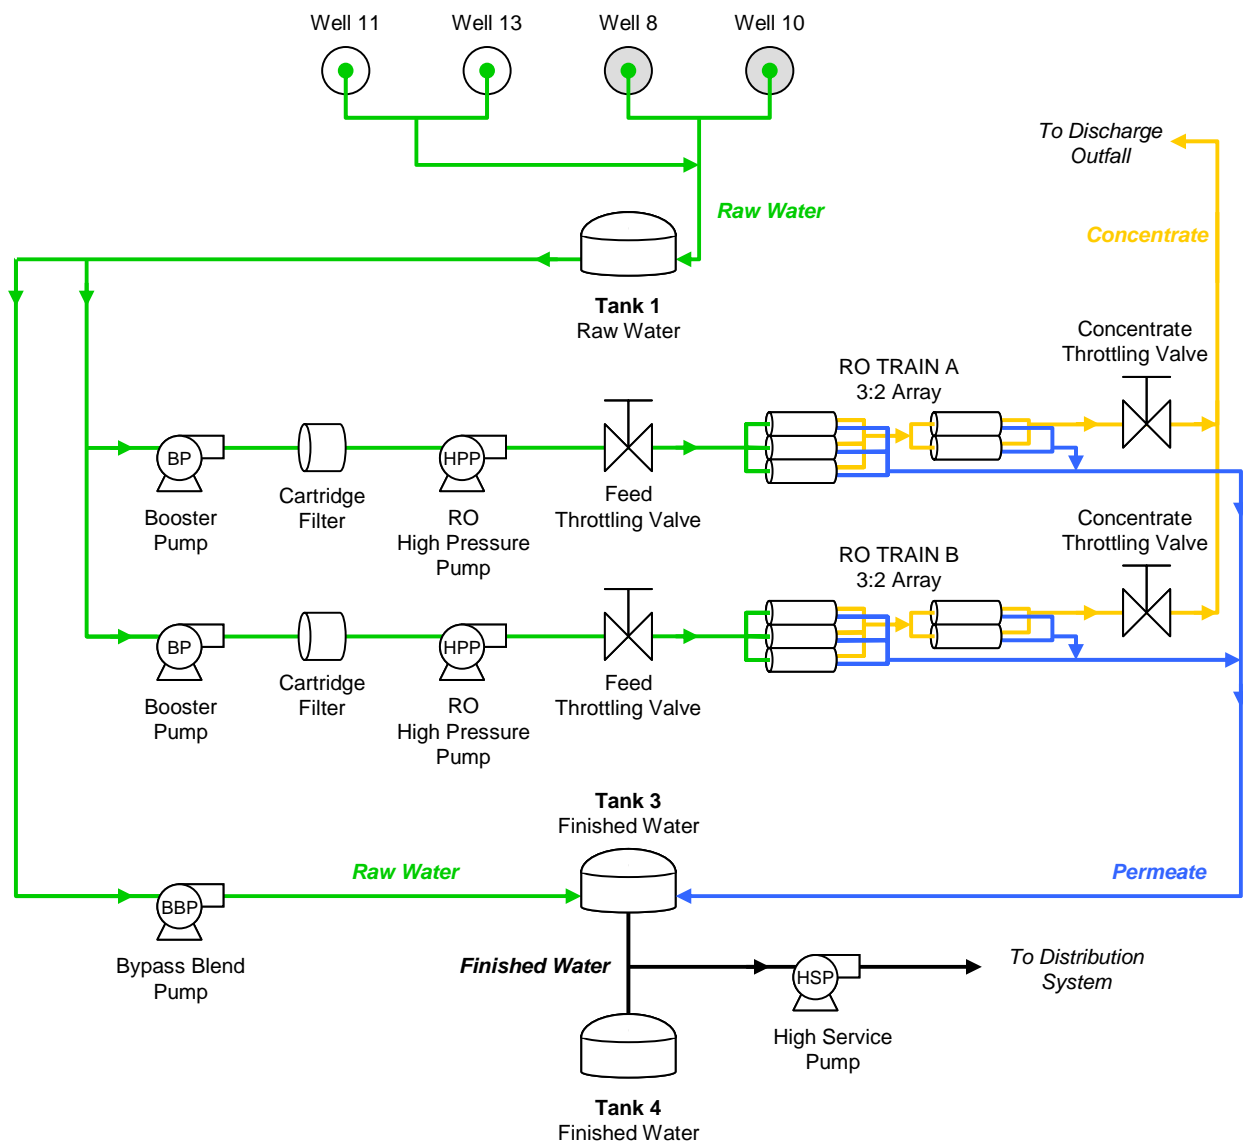 Well 11
Well 13
Well 8
Well 10
To Discharge
Outfall
Raw Water
Concentrate
Tank 1
Raw Water
Concentrate
Throttling Valve
RO TRAIN A
3:2 Array
BP
HPP
Booster
Pump
Cartridge
Filter
RO
High Pressure
Pump
Feed
Throttling Valve
Concentrate
Throttling Valve
RO TRAIN B
3:2 Array
BP
HPP
Booster
Pump
Cartridge
Filter
RO
High Pressure
Pump
Feed
Throttling Valve
Tank 3
Finished Water
Raw Water
Permeate
BBP
Bypass Blend
Pump
Finished Water
HSP
To Distribution
System
High Service
Pump
Tank 4
Finished Water